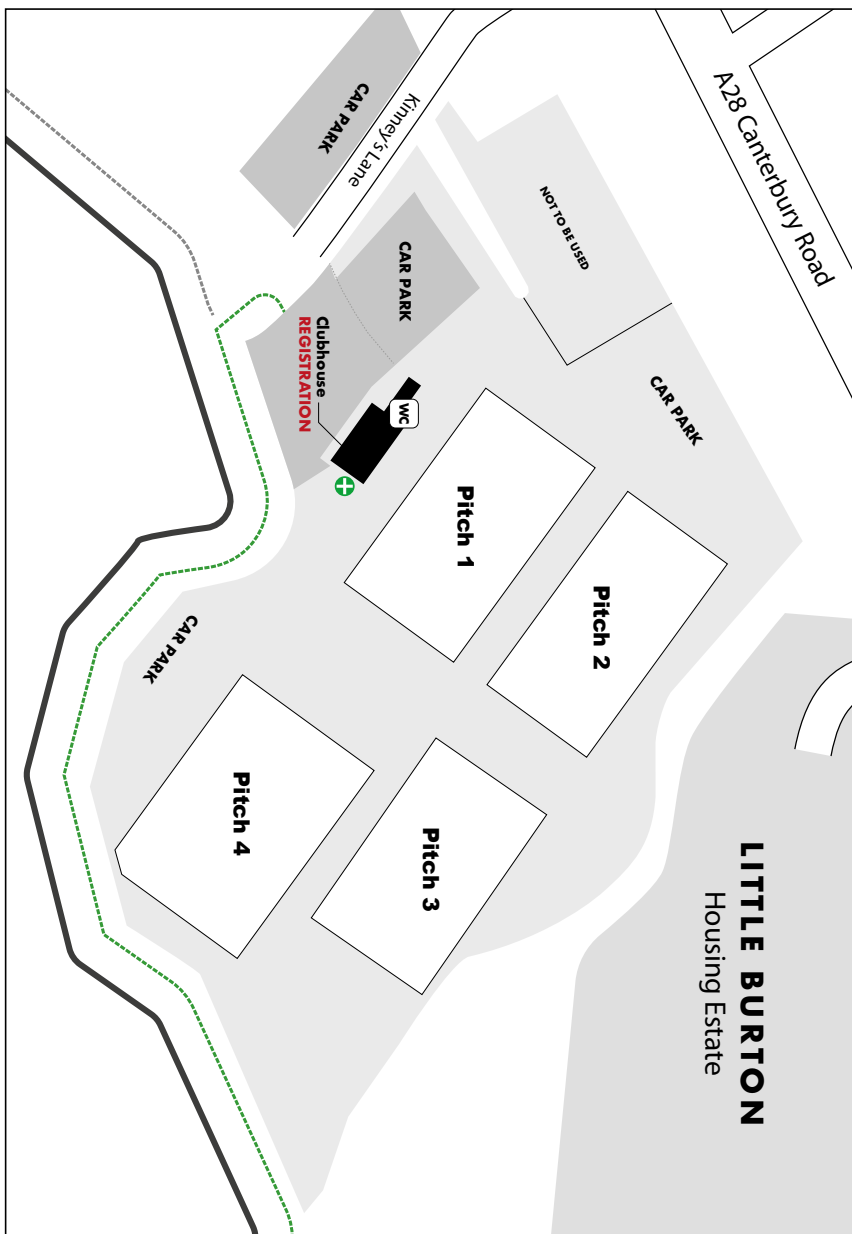 A28 Canterbury Road
CAR PARK
Kinney's Lane
NOT TO BE USED
CAR PARK
CAR PARK
Clubhouse
REGISTRATION
WC
Pitch 1
Pitch 2
CAR PARK
Pitch 4
Pitch 3
LITTLE BURTON
Housing Estate